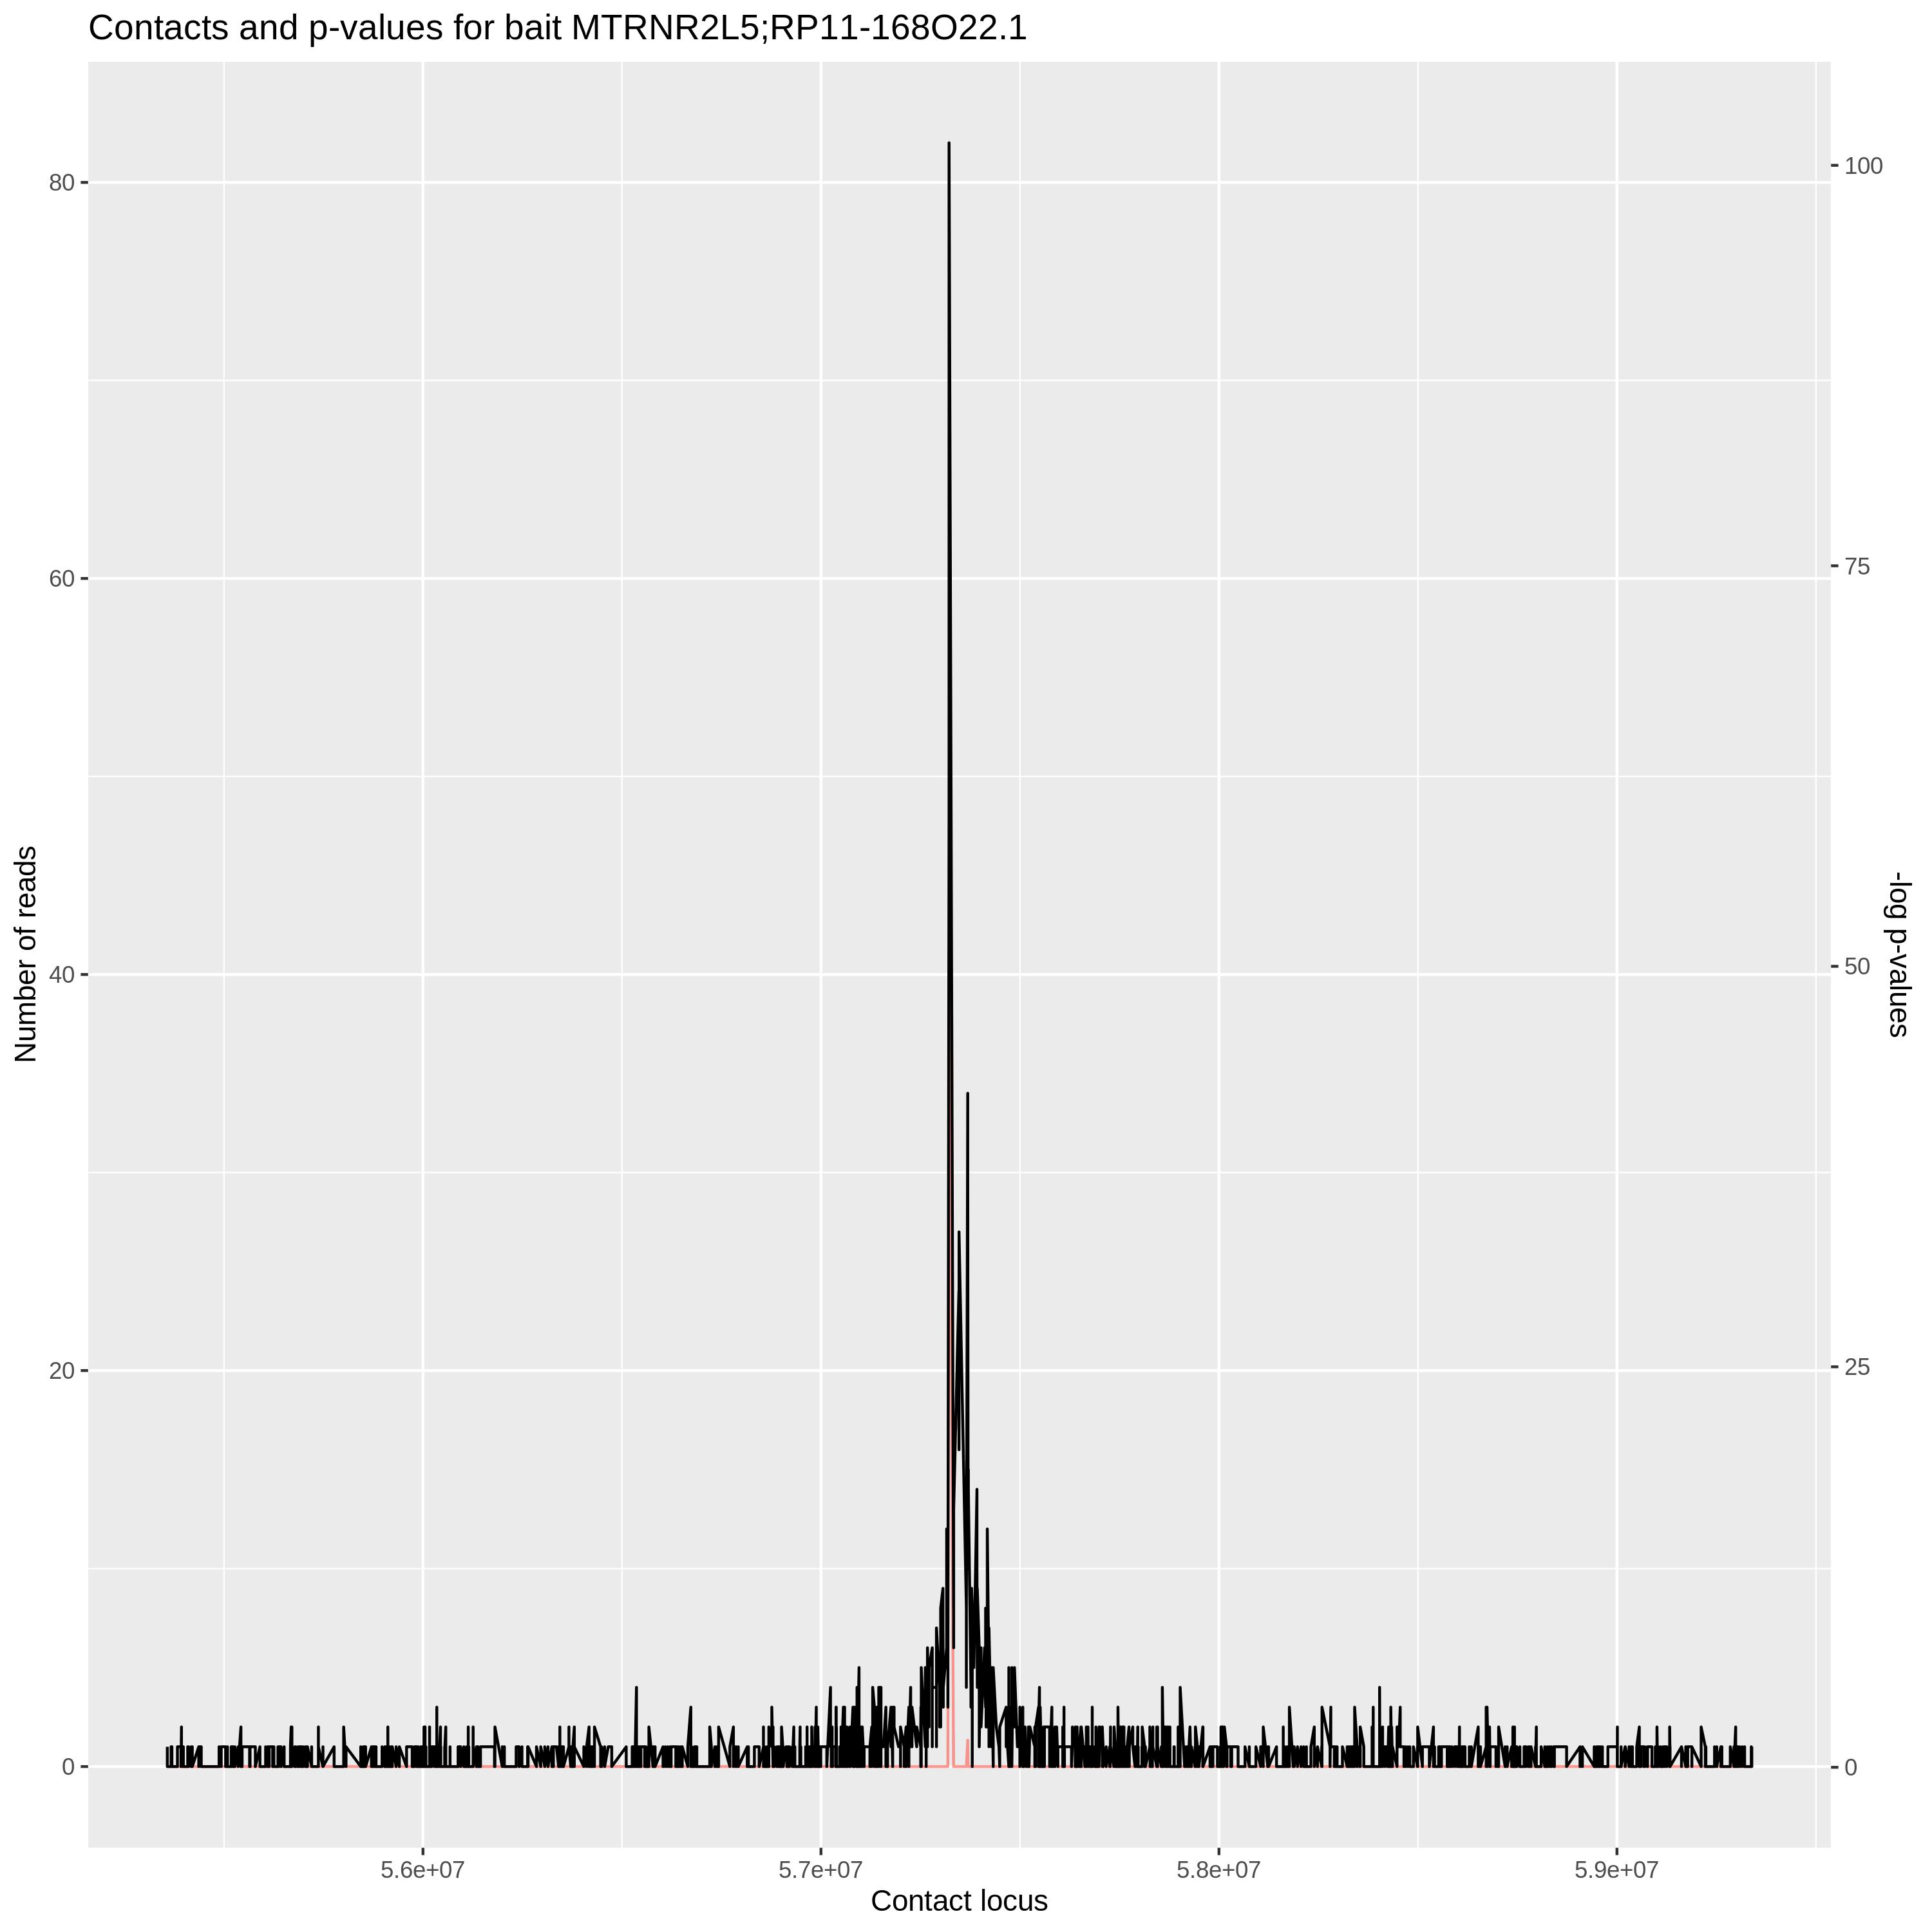 Contacts and p-values for bait MTRNR2L5;RP11-168O22.1
Number of reads
80
60
40
20
0
100
75
50
25
0
-log p-values
5.6e+07 5.7e+07 5.8e+07 5.9e+07
Contact locus